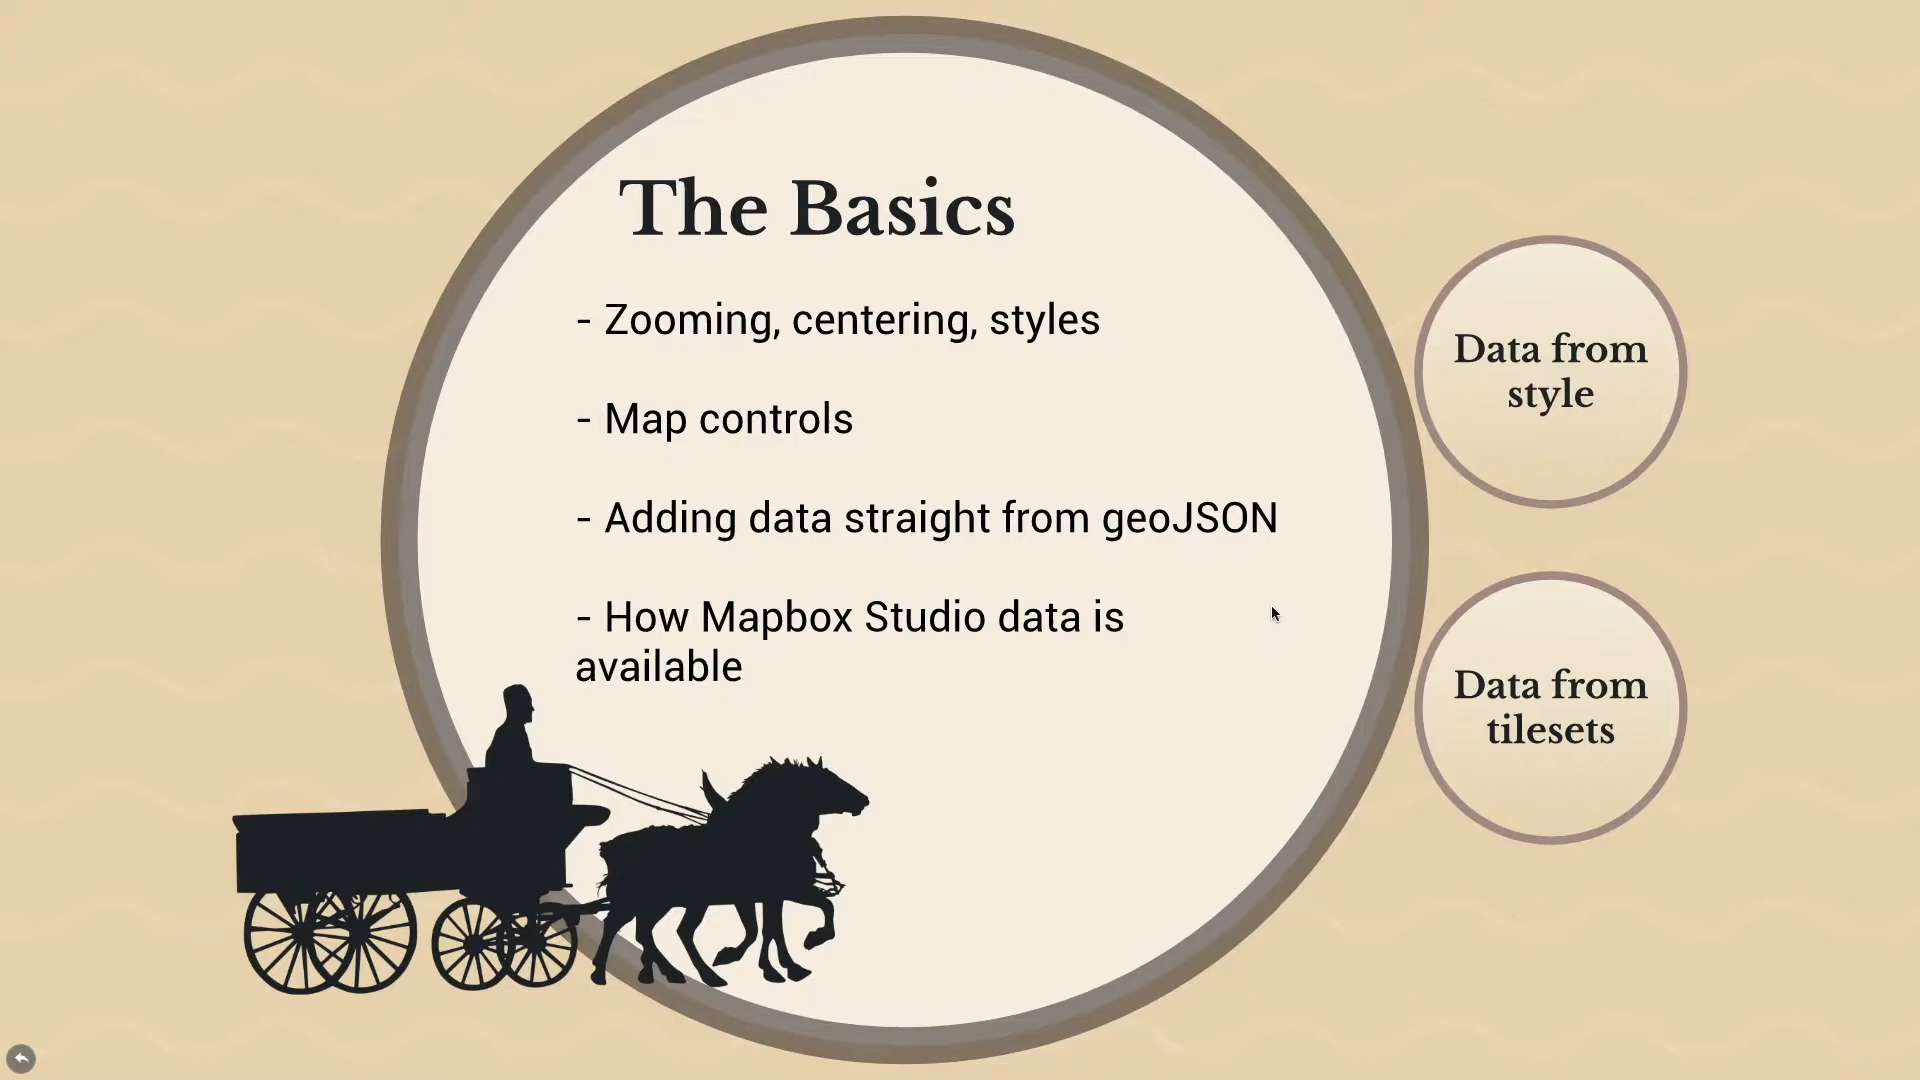 The Basics
- Zooming, centering, styles
- Map controls
- Adding data straight from geoJSON
- How Mapbox Studio data is
available
Data from
style
Data from
tilesets